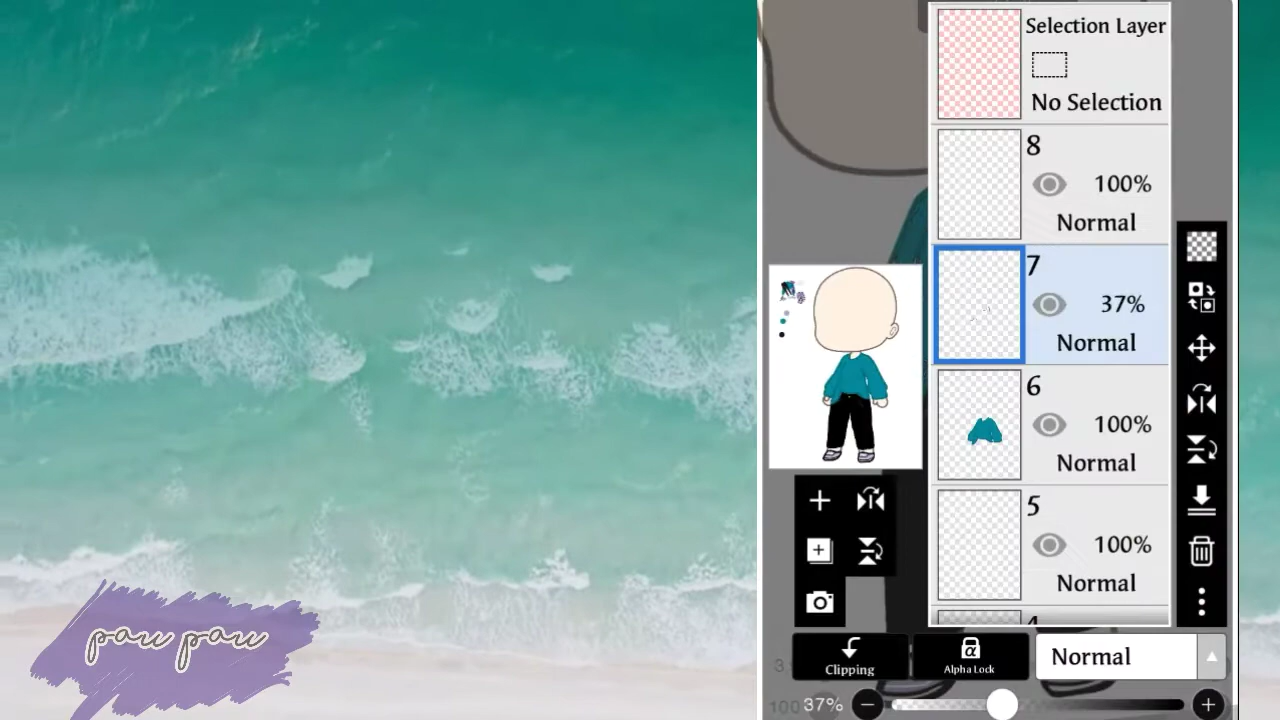 Selection Layer
No Selection
8
100%
Normal
7
37%
Normal
6
100%
Normal
5
100%
Normal
4
Clipping
α
Alpha Lock
Normal
37%
pau pau